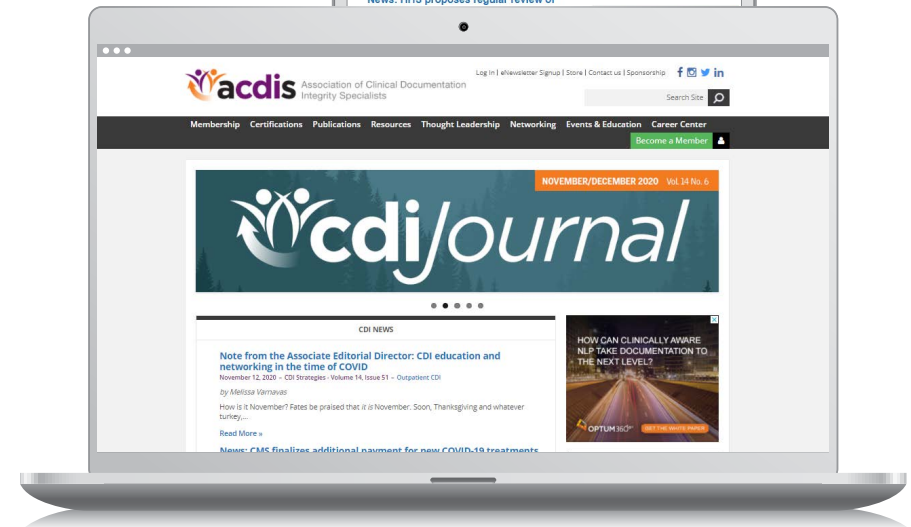 News: HHS proposes regular review of
acdis Association of Clinical Documentation
Integrity Specialists
Log In | eNewsletter Signup | Store | Contact us | Sponsorship
Search Site
Membership Certifications Publications Resources Thought Leadership Networking Events & Education Career Center
Become a Member
NOVEMBER/DECEMBER 2020 Vol. 14 No. 6
cdi Journal
CDI NEWS
Note from the Associate Editorial Director: CDI education and
networking in the time of COVID
November 12, 2020 - CDI Strategies - Volume 14, Issue 51 - Outpatient CDI
by Melissa Varnavas
How is it November? Fates be praised that it is November. Soon, Thanksgiving and whatever
turkey,...
Read More »
News: CMS finalizes additional payment for new COVID-19 treatments
HOW CAN CLINICALLY AWARE
NLP TAKE DOCUMENTATION TO
THE NEXT LEVEL?
OPTUM360°
GET THE WHITE PAPER